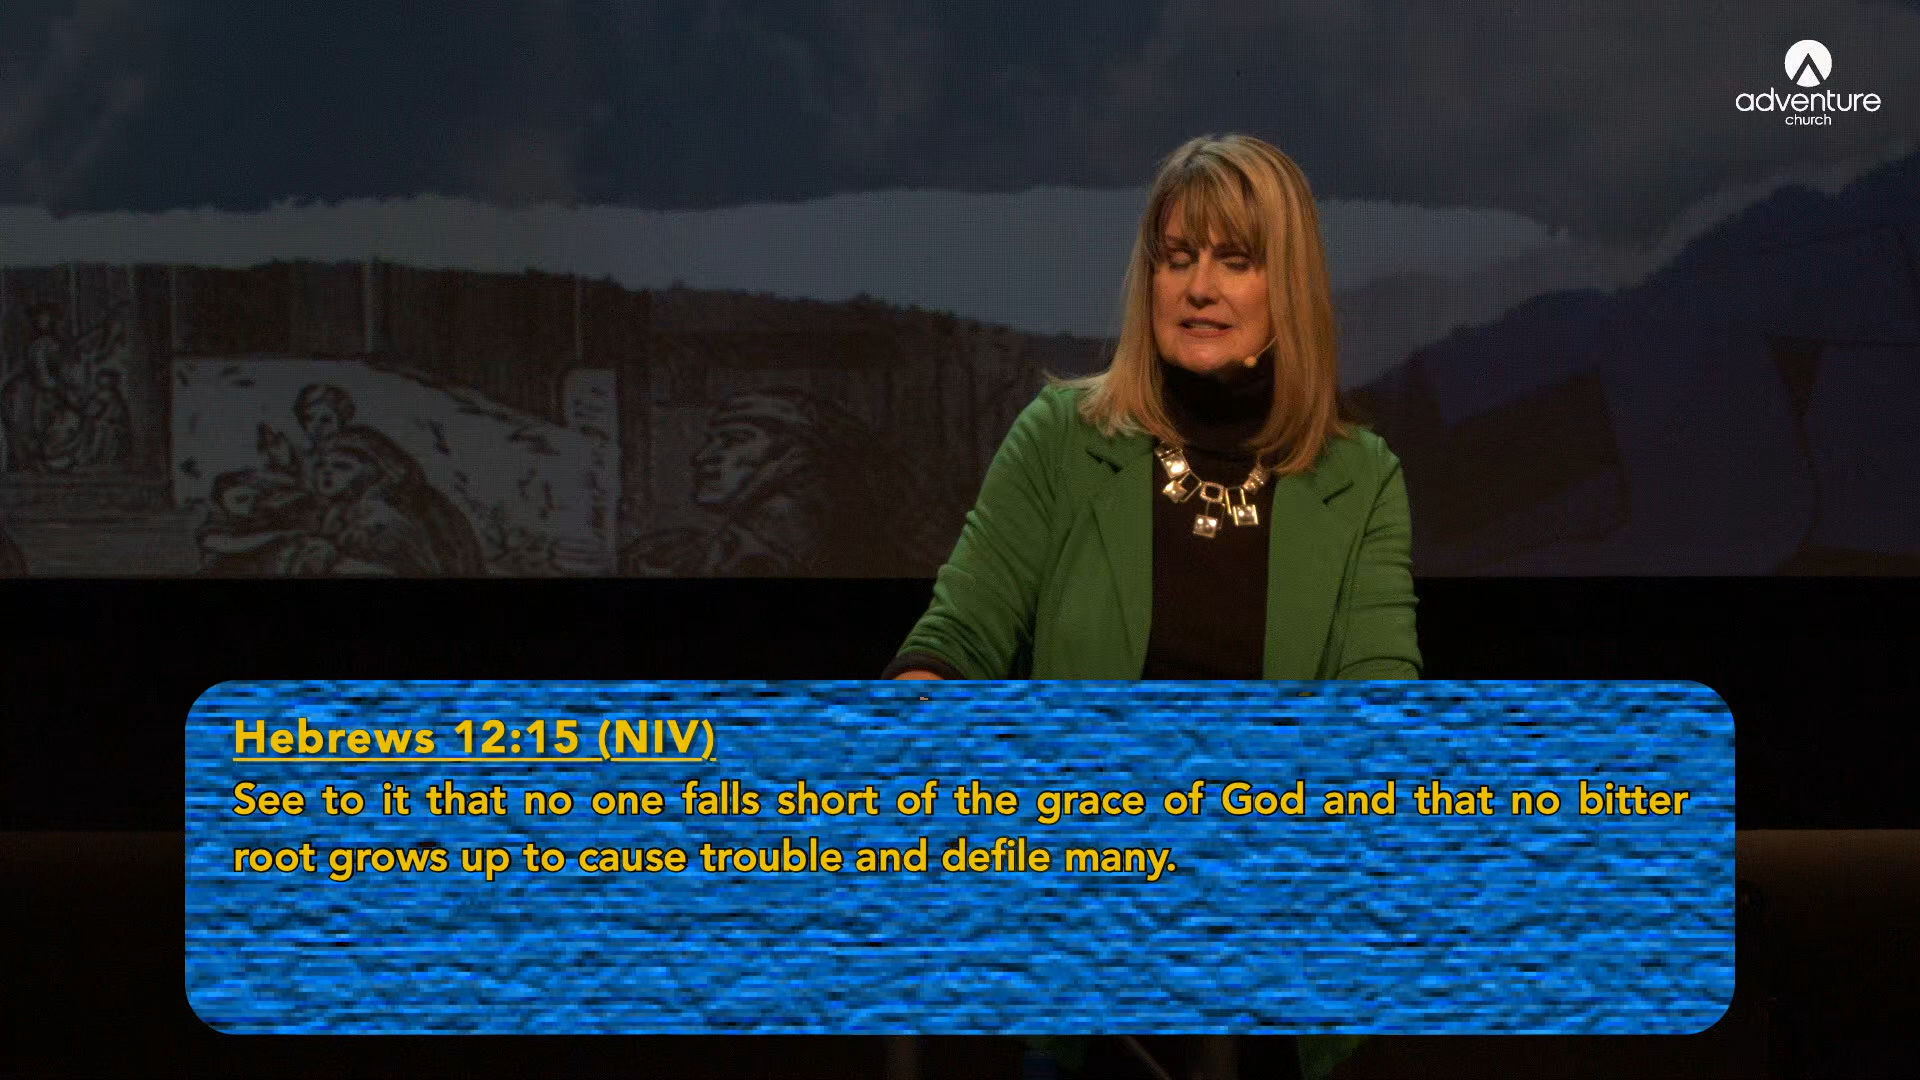 adventure
church
Hebrews 12:15 (NIV)
See to it that no one falls short of the grace of God and that no bitter
root grows up to cause trouble and defile many.